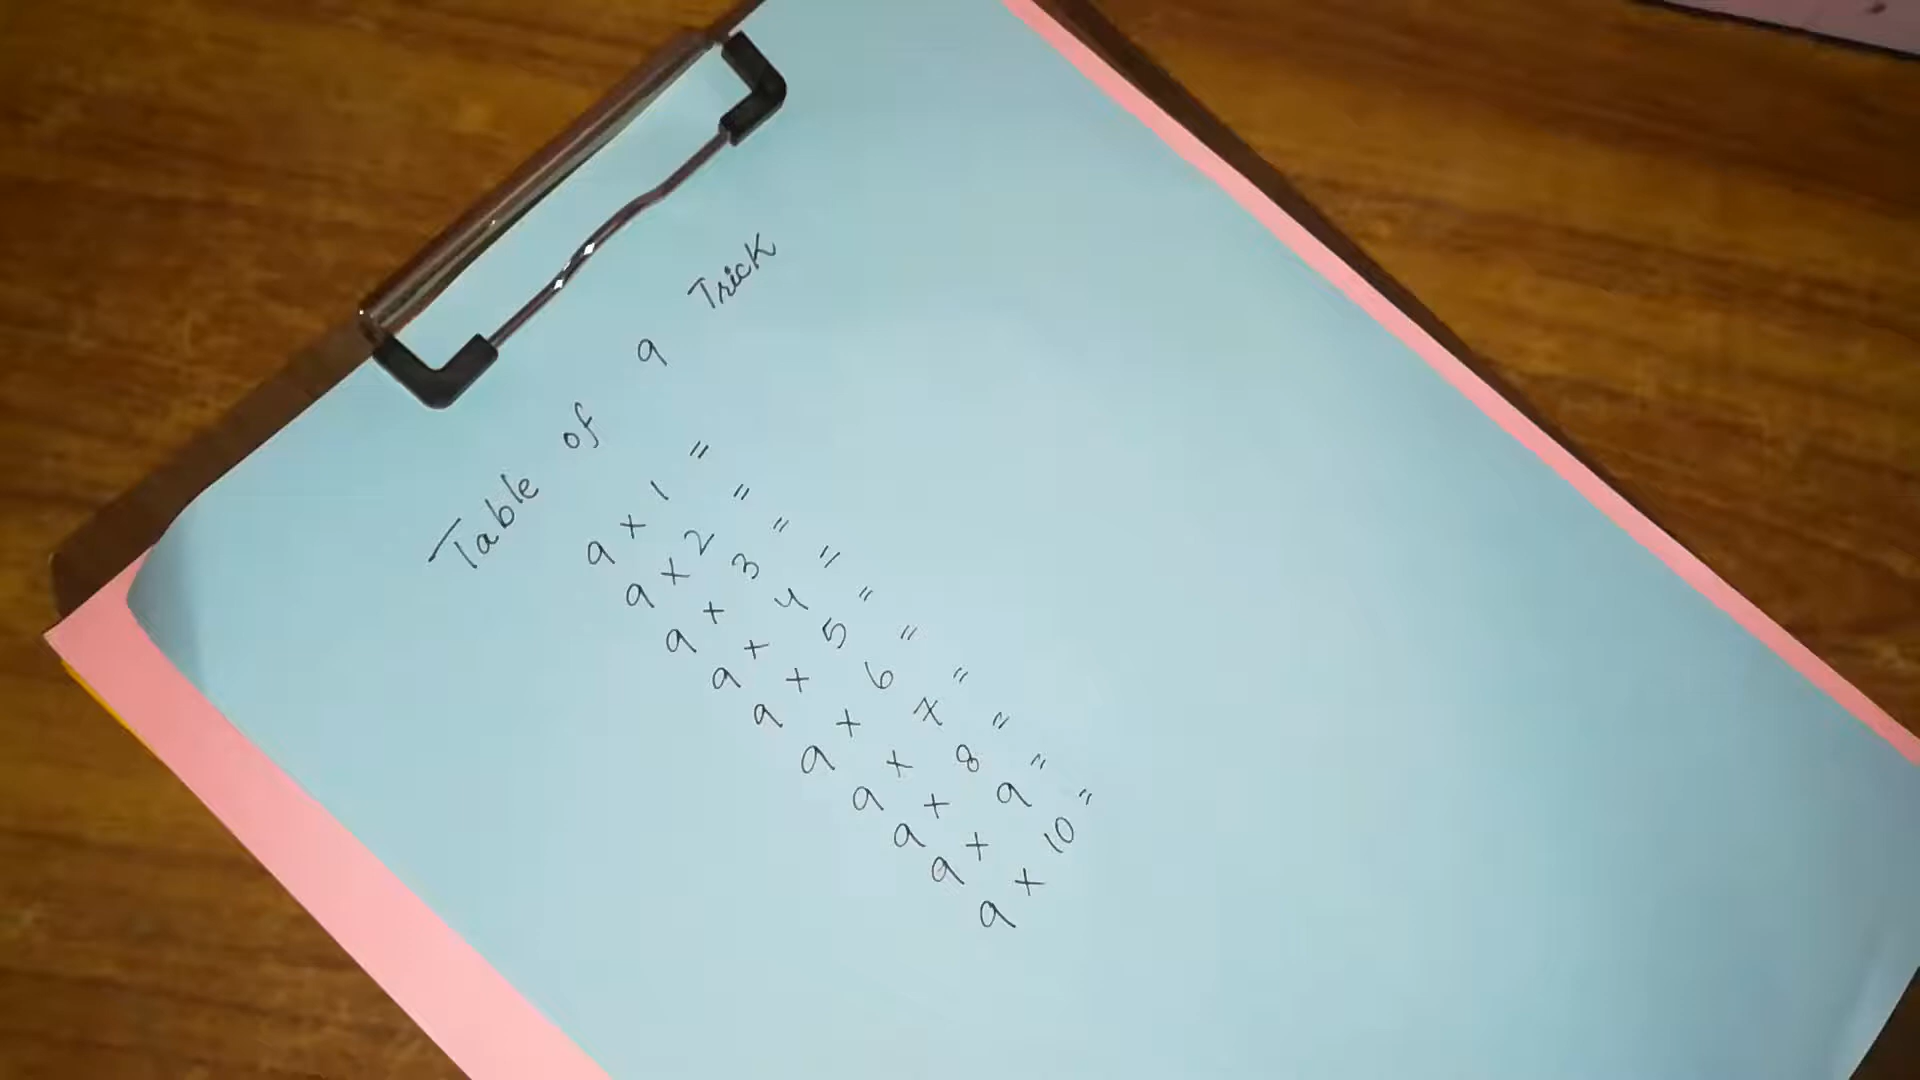 Table of 9 Trick
9 × 1 =
9 × 2 =
9 × 3 =
9 × 4 =
9 × 5 =
9 × 6 =
9 × 7 =
9 × 8 =
9 × 9 =
9 × 10 =